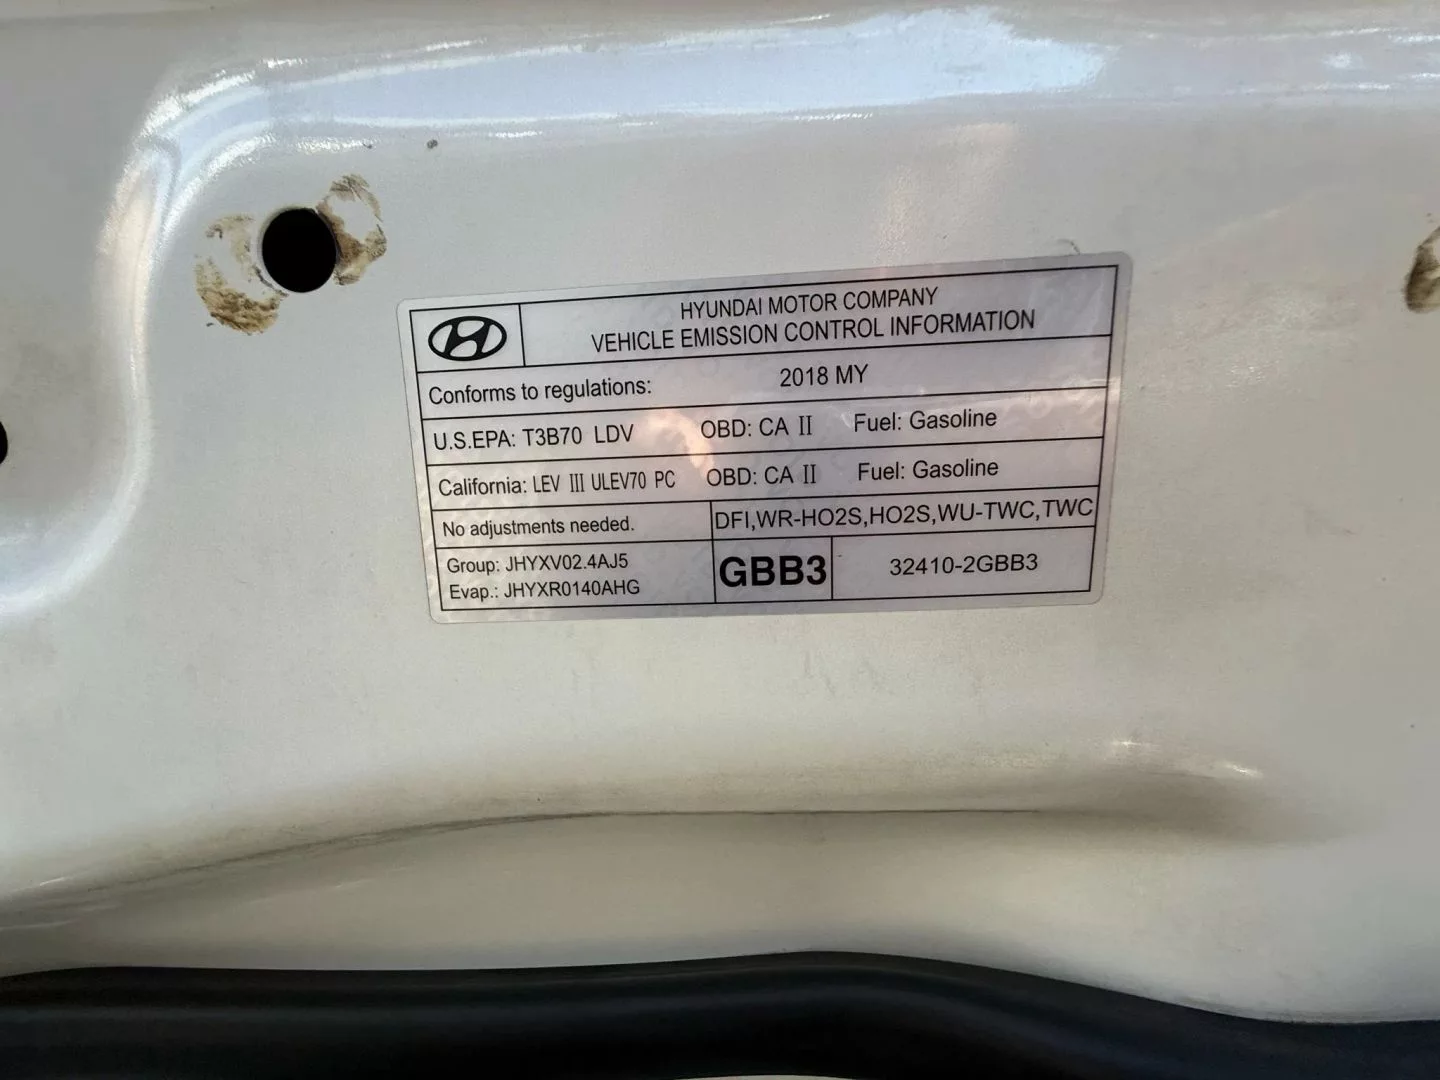 HYUNDAI MOTOR COMPANY
VEHICLE EMISSION CONTROL INFORMATION
Conforms to regulations: 2018 MY
U.S.EPA: T3B70 LDV OBD: CA II Fuel: Gasoline
California: LEV III ULEV70 PC OBD: CA II Fuel: Gasoline
No adjustments needed. DFI,WR-HO2S,HO2S,WU-TWC,TWC
Group: JHYXV02.4AJ5
Evap.: JHYXR0140AHG
GBB3 32410-2GBB3